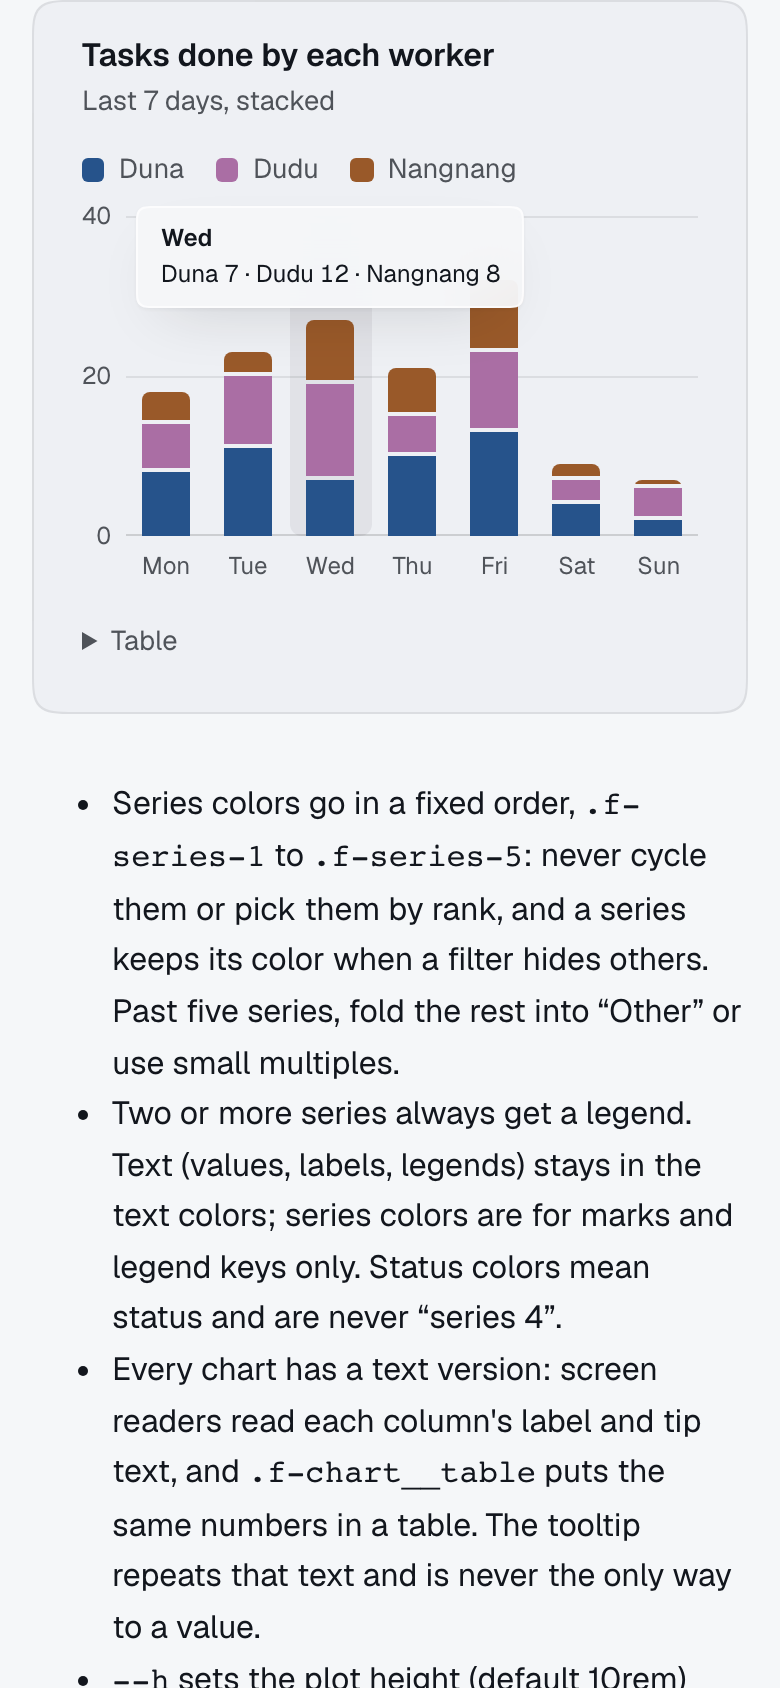 Tasks done by each worker
Last 7 days, stacked
Duna Dudu Nangnang
40
Wed
Duna 7 · Dudu 12 · Nangnang 8
20
0
Mon Tue Wed Thu Fri Sat Sun
▶ Table
• Series colors go in a fixed order, .f-
series-1 to .f-series-5: never cycle
them or pick them by rank, and a series
keeps its color when a filter hides others.
Past five series, fold the rest into “Other” or
use small multiples.
• Two or more series always get a legend.
Text (values, labels, legends) stays in the
text colors; series colors are for marks and
legend keys only. Status colors mean
status and are never “series 4”.
• Every chart has a text version: screen
readers read each column's label and tip
text, and .f-chart__table puts the
same numbers in a table. The tooltip
repeats that text and is never the only way
to a value.
• --h sets the plot height (default 10rem)